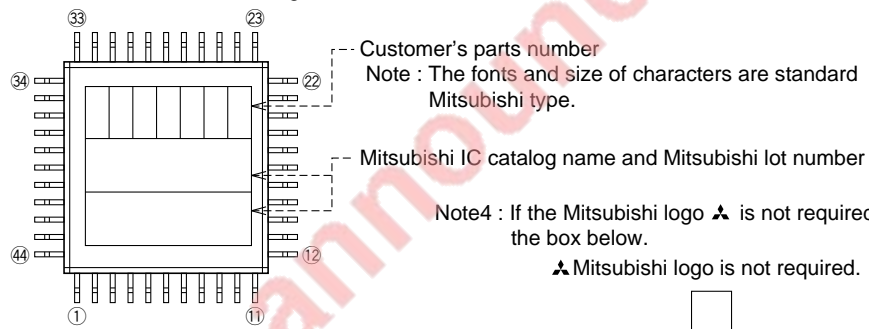 ㉝ ㉓
Customer's parts number
Note : The fonts and size of characters are standard
Mitsubishi type.
㉞ ㉒
Mitsubishi IC catalog name and Mitsubishi lot number
Note4 : If the Mitsubishi logo is not required
the box below.
Mitsubishi logo is not required.
㊹ ⑫
① ⑪